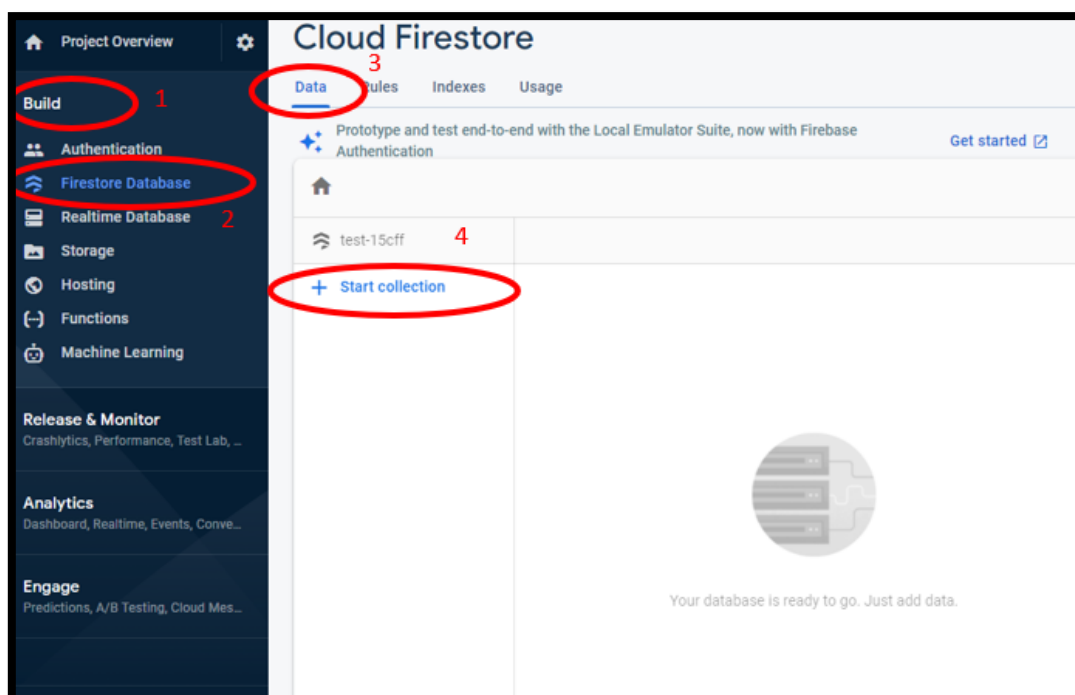 Project Overview
Build
1
Authentication
Firestore Database
Realtime Database
2
Storage
Hosting
Functions
Machine Learning
Release & Monitor
Crashlytics, Performance, Test Lab, ...
Analytics
Dashboard, Realtime, Events, Conve...
Engage
Predictions, A/B Testing, Cloud Mes...
Cloud Firestore
3
Data Rules Indexes Usage
Prototype and test end-to-end with the Local Emulator Suite, now with Firebase
Authentication
Get started
test-15cff
4
+ Start collection
Your database is ready to go. Just add data.